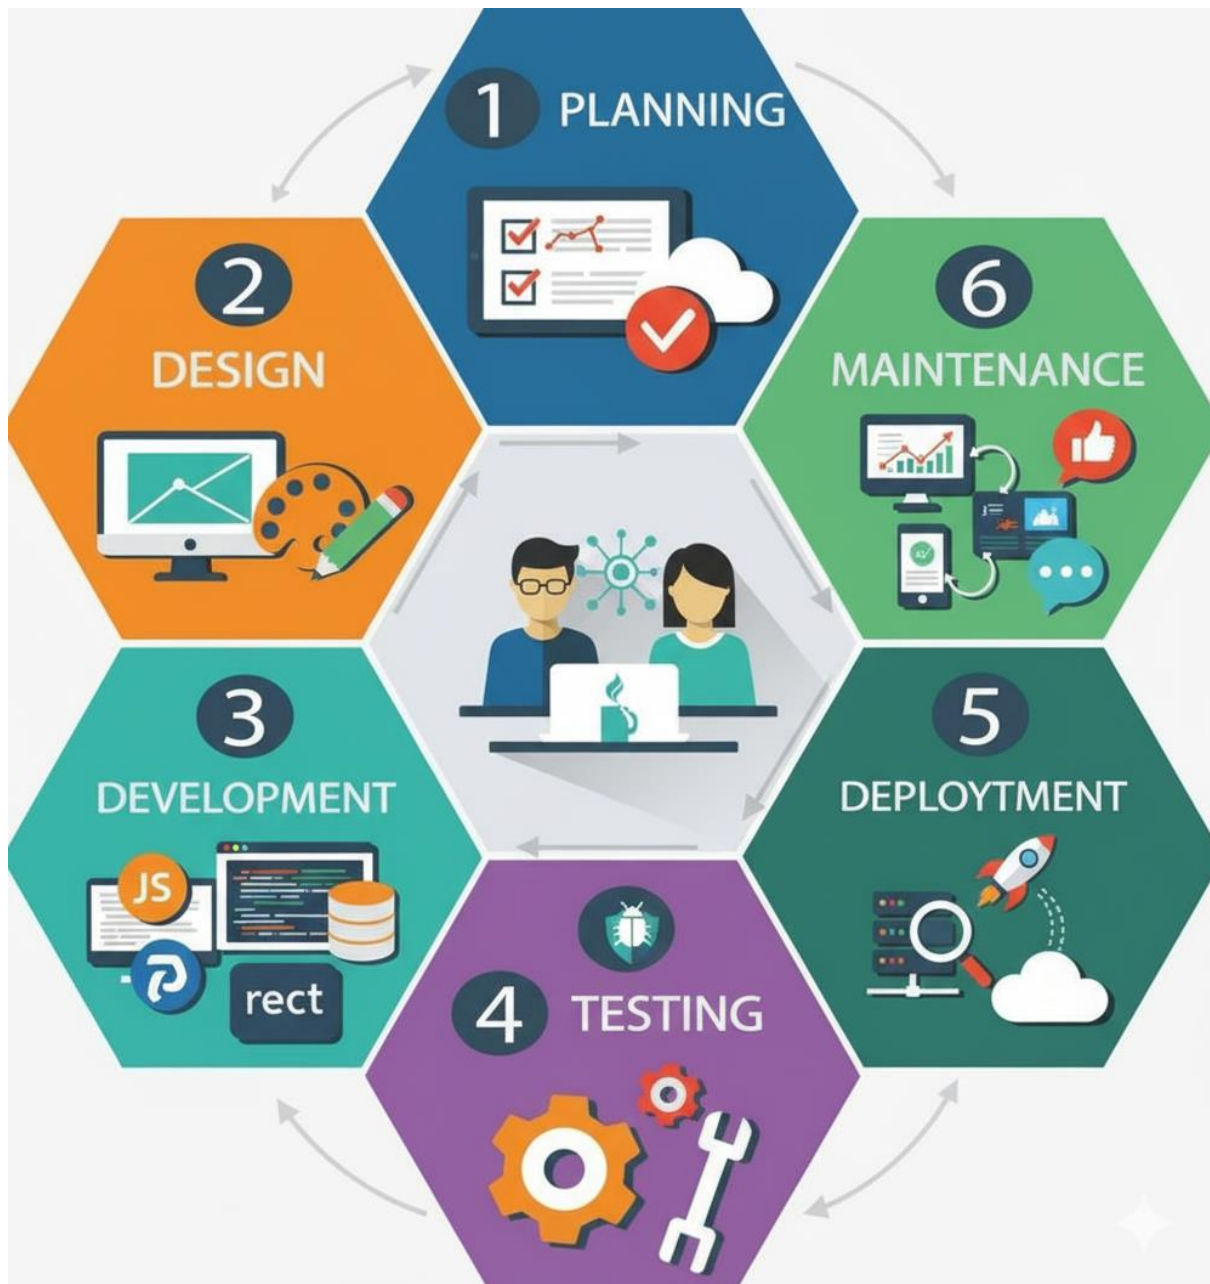 1 PLANNING
2
DESIGN
3
DEVELOPMENT
JS
rect
4 TESTING
5
DEPLOYTMENT
6
MAINTENANCE